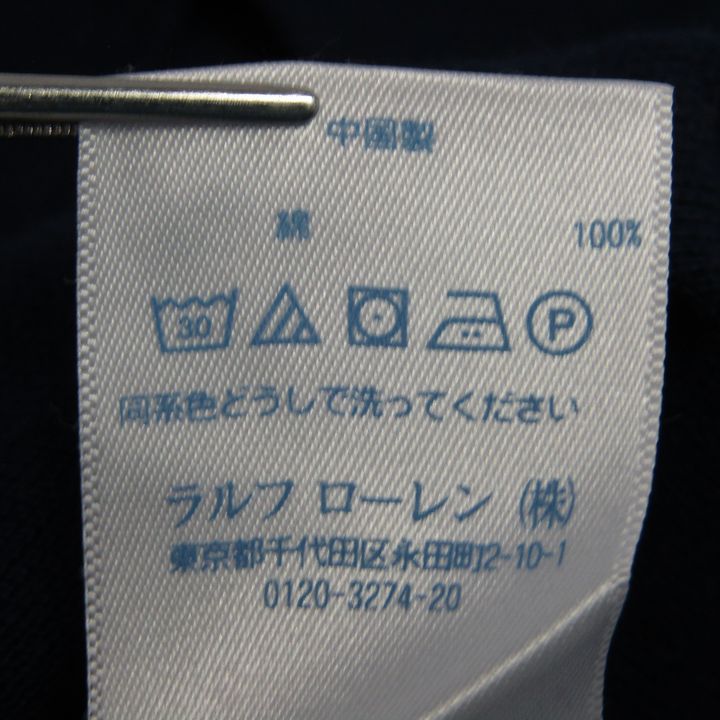 中國製
綿 100%
30 P
同系色どうしで洗ってください
ラルフ ローレン (株)
東京都千代田区永田町2-10-1
0120-3274-20